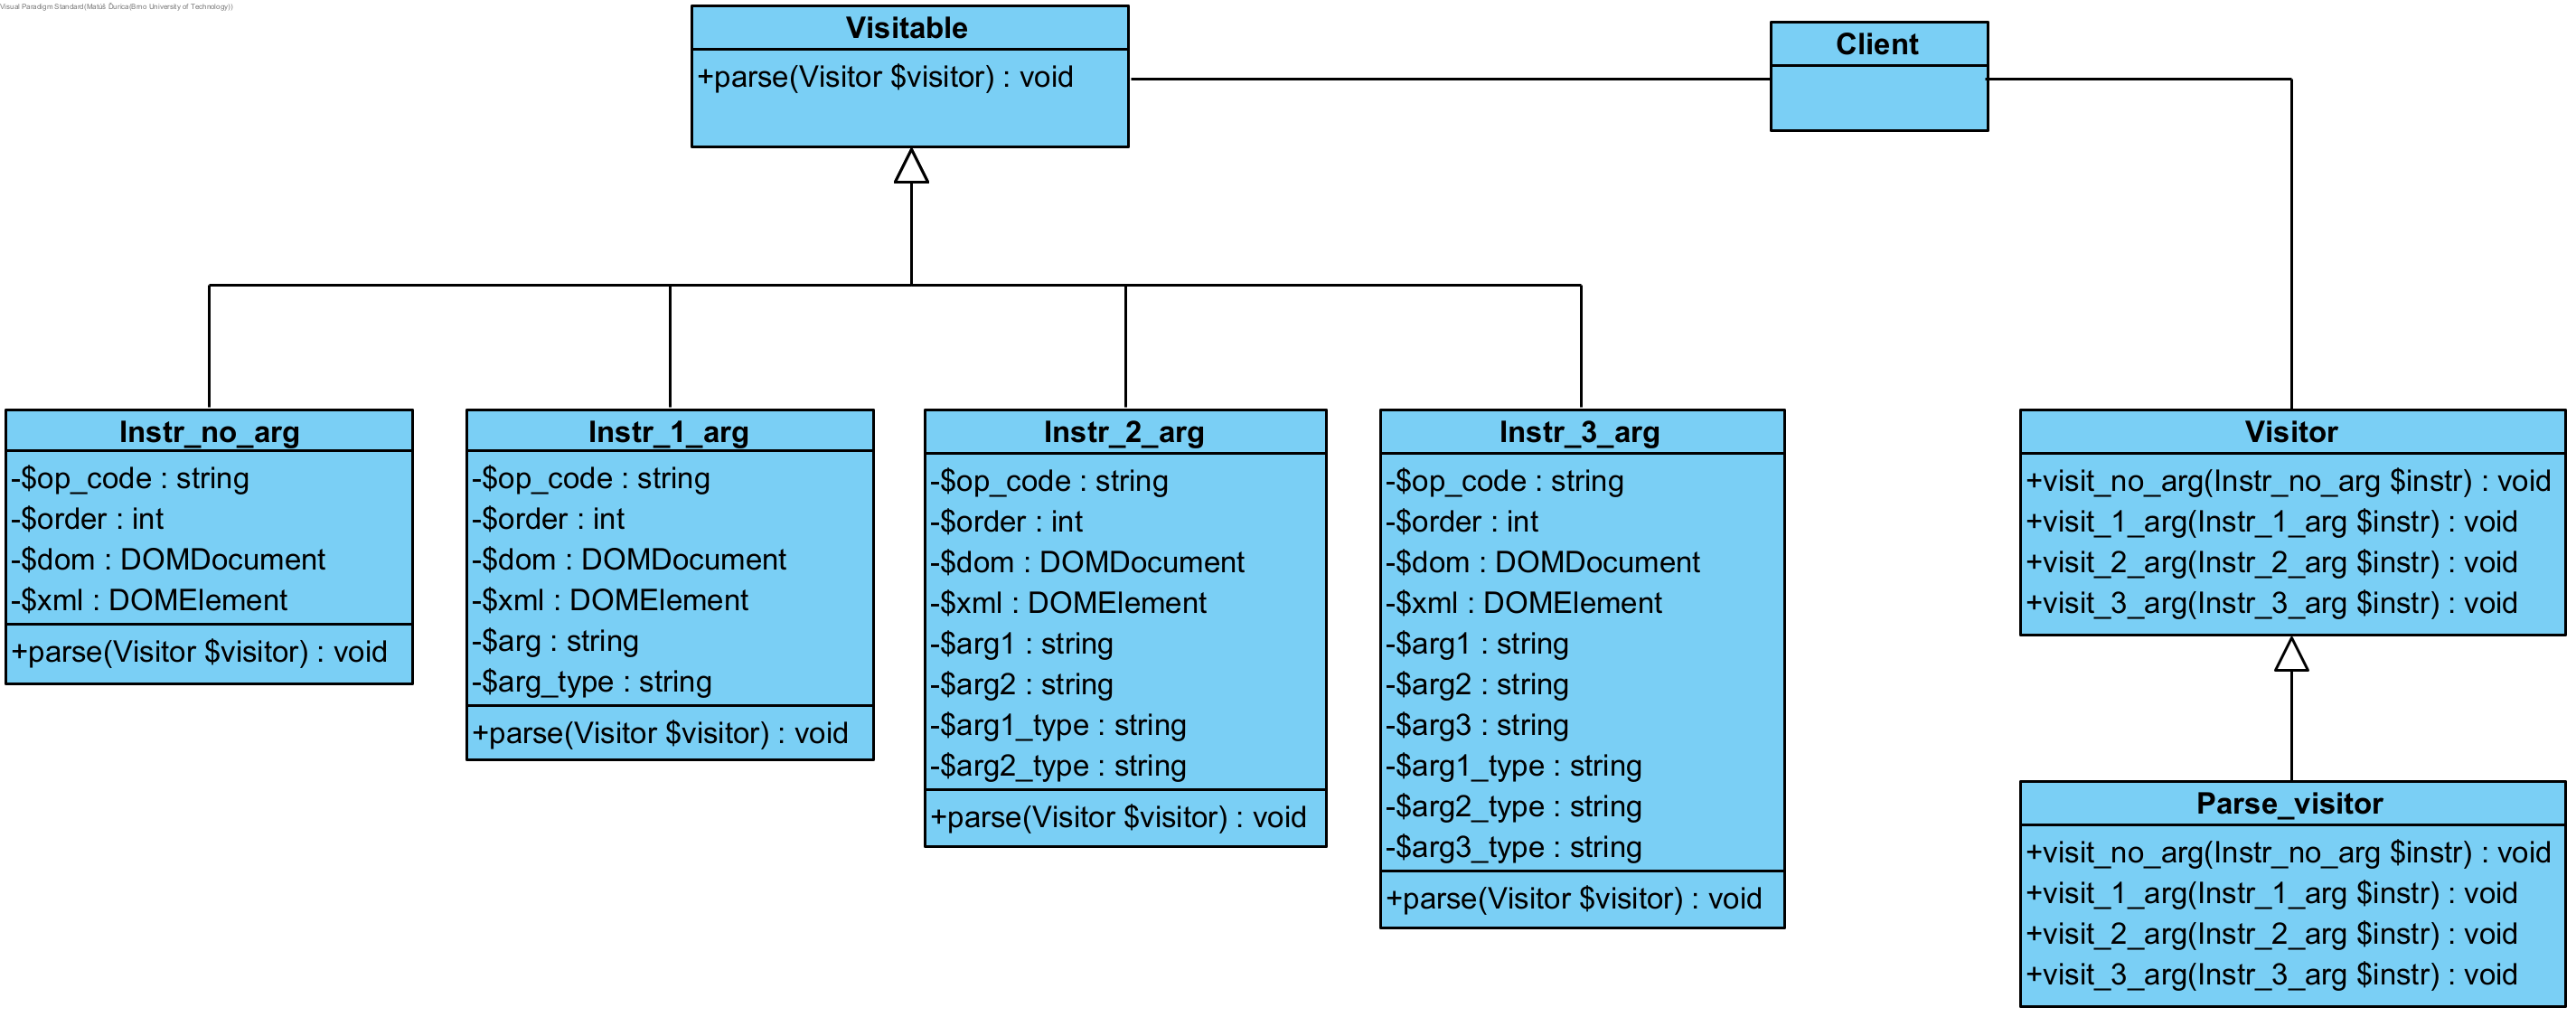 Visual Paradigm Standard(Matúš Ďurica(Brno University of Technology))
Visitable
+parse(Visitor $visitor) : void
Client
Instr_no_arg
-$op_code : string
-$order : int
-$dom : DOMDocument
-$xml : DOMElement
+parse(Visitor $visitor) : void
Instr_1_arg
-$op_code : string
-$order : int
-$dom : DOMDocument
-$xml : DOMElement
-$arg : string
-$arg_type : string
+parse(Visitor $visitor) : void
Instr_2_arg
-$op_code : string
-$order : int
-$dom : DOMDocument
-$xml : DOMElement
-$arg1 : string
-$arg2 : string
-$arg1_type : string
-$arg2_type : string
+parse(Visitor $visitor) : void
Instr_3_arg
-$op_code : string
-$order : int
-$dom : DOMDocument
-$xml : DOMElement
-$arg1 : string
-$arg2 : string
-$arg3 : string
-$arg1_type : string
-$arg2_type : string
-$arg3_type : string
+parse(Visitor $visitor) : void
Visitor
+visit_no_arg(Instr_no_arg $instr) : void
+visit_1_arg(Instr_1_arg $instr) : void
+visit_2_arg(Instr_2_arg $instr) : void
+visit_3_arg(Instr_3_arg $instr) : void
Parse_visitor
+visit_no_arg(Instr_no_arg $instr) : void
+visit_1_arg(Instr_1_arg $instr) : void
+visit_2_arg(Instr_2_arg $instr) : void
+visit_3_arg(Instr_3_arg $instr) : void